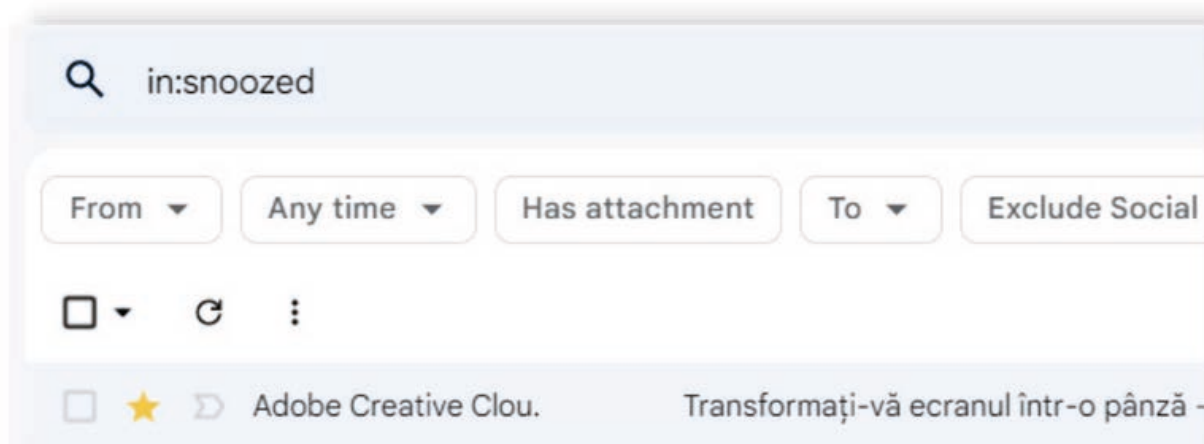 in:snoozed
From Any time Has attachment To Exclude Social
Adobe Creative Clou. Transformați-vă ecranul într-o pânză -